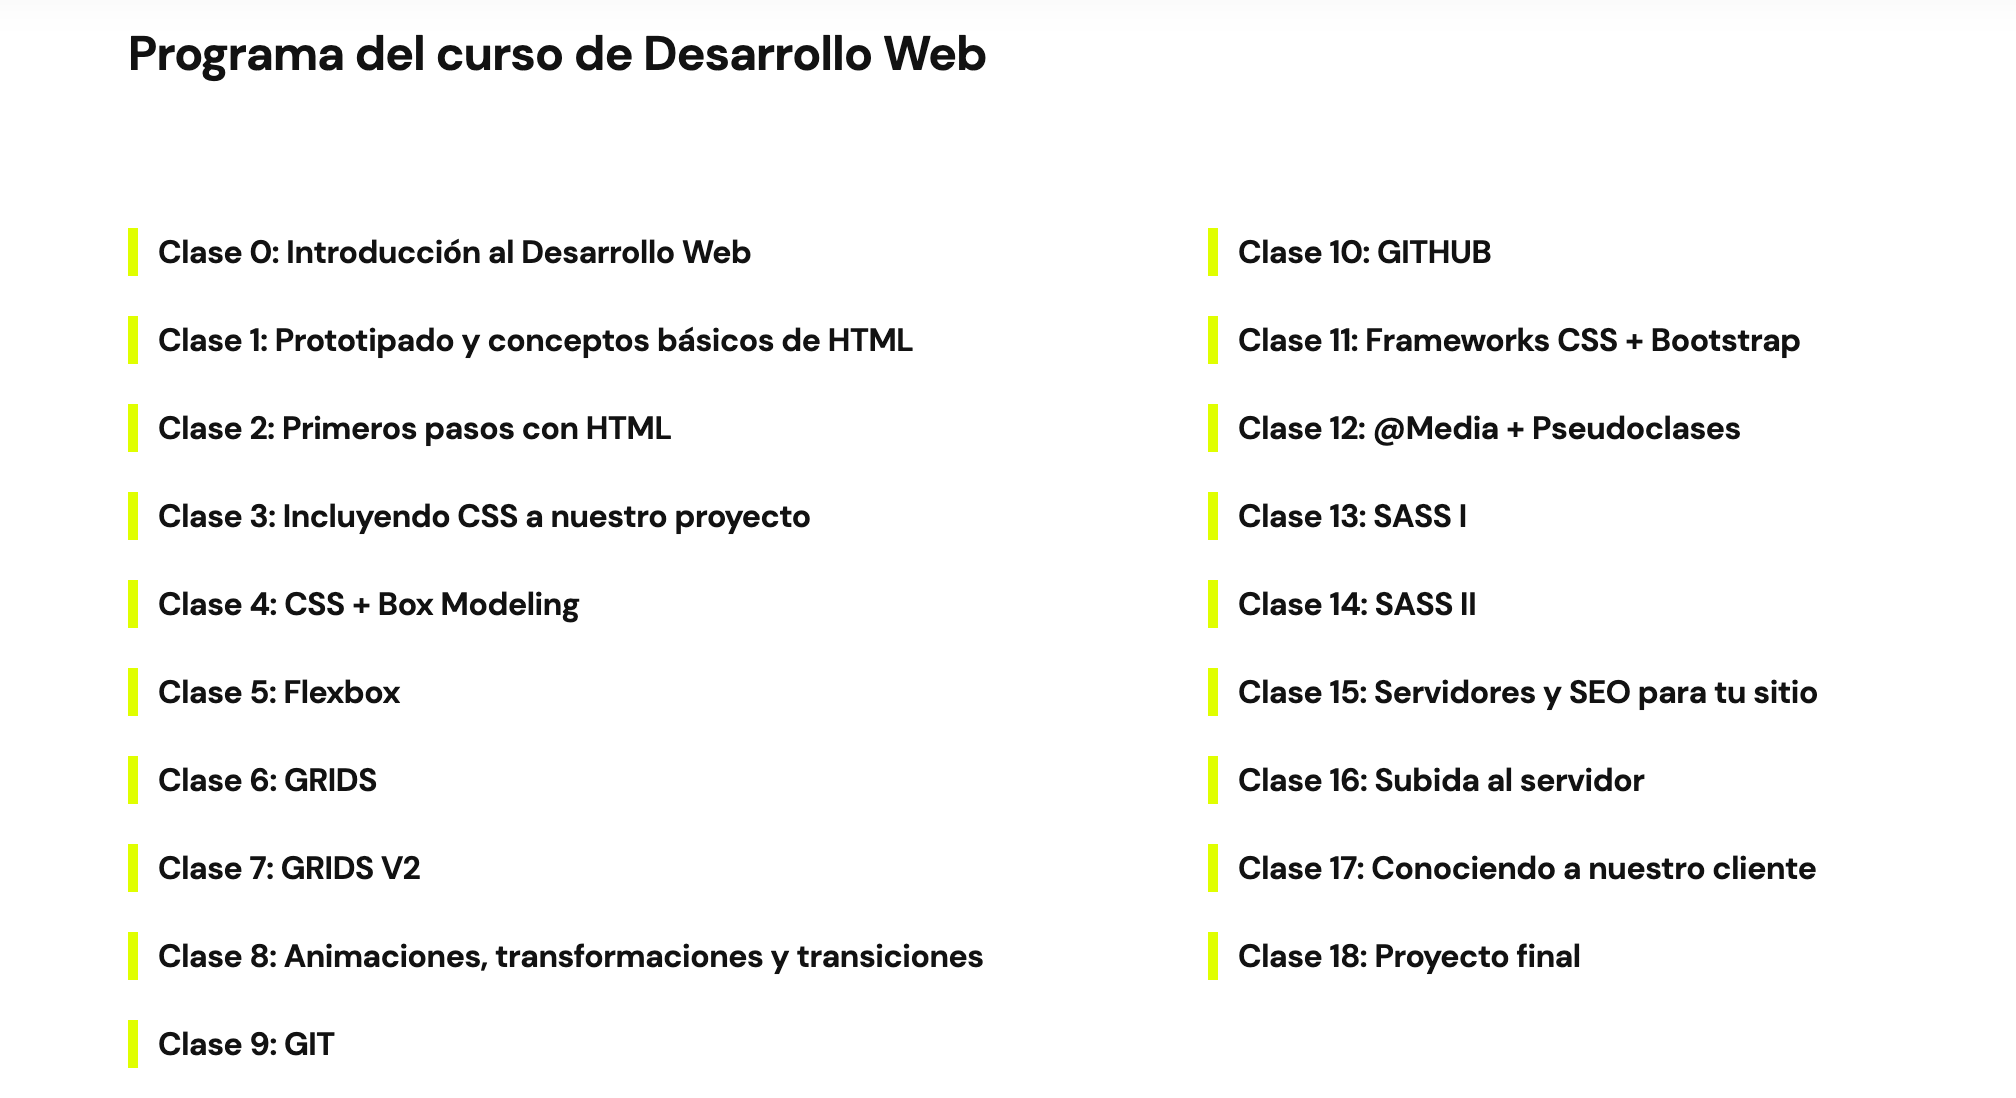 Programa del curso de Desarrollo Web
Clase 0: Introducción al Desarrollo Web
Clase 1: Prototipado y conceptos básicos de HTML
Clase 2: Primeros pasos con HTML
Clase 3: Incluyendo CSS a nuestro proyecto
Clase 4: CSS + Box Modeling
Clase 5: Flexbox
Clase 6: GRIDS
Clase 7: GRIDS V2
Clase 8: Animaciones, transformaciones y transiciones
Clase 9: GIT
Clase 10: GITHUB
Clase 11: Frameworks CSS + Bootstrap
Clase 12: @Media + Pseudoclases
Clase 13: SASS I
Clase 14: SASS II
Clase 15: Servidores y SEO para tu sitio
Clase 16: Subida al servidor
Clase 17: Conociendo a nuestro cliente
Clase 18: Proyecto final